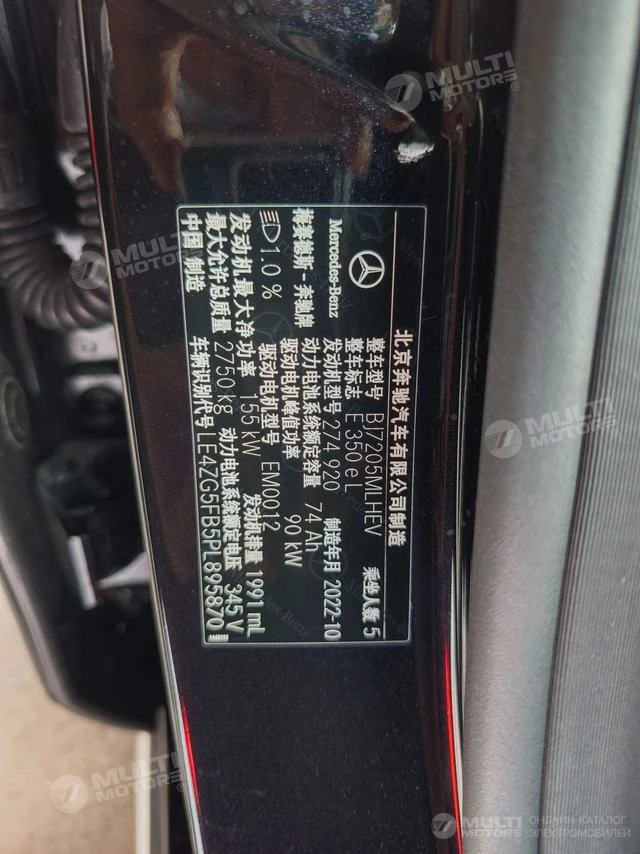 北京奔驰汽车有限公司制造
整车型号 BJ7205MLHEV 乘坐人数 5
整车标志 E 350 e L
Mercedes-Benz
发动机型号 274 920 制造年月 2022-10
动力电池系统额定容量 74 Ah
梅赛德斯-奔驰牌
驱动电机峰值功率 90 kW
1.0 % 驱动电机型号 EM0012
发动机最大净功率 155 kW 发动机排量 1991 mL
最大允许总质量 2750 kg 动力电池系统额定电压 345 V
中国 制造 车辆识别代号 LE4ZG5FB5PL895870
MULTI MOTORS
MULTI MOTORS
MULTI MOTORS
MULTI MOTORS
MULTI MOTORS
ОНЛАЙН-КАТАЛОГ
ЭЛЕКТРОМОБИЛЕЙ